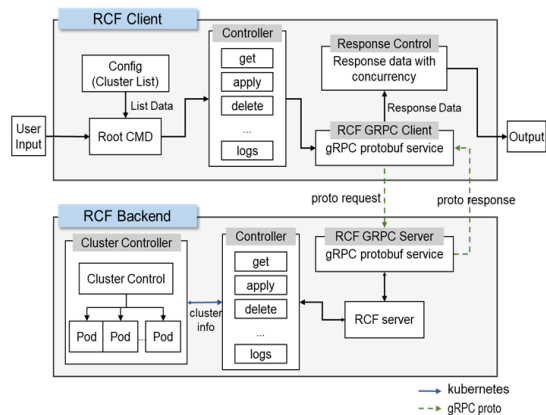 RCF Client
Controller
Config
(Cluster List)
get
apply
delete
...
logs
Response Control
Response data with
concurrency
List Data
Response Data
User
Input
Root CMD
RCF GRPC Client
gRPC protobuf service
Output
proto request
proto response
RCF Backend
Cluster Controller
Controller
RCF GRPC Server
gRPC protobuf service
Cluster Control
get
apply
delete
...
logs
cluster
info
Pod
Pod
...
Pod
RCF server
kubernetes
gRPC proto